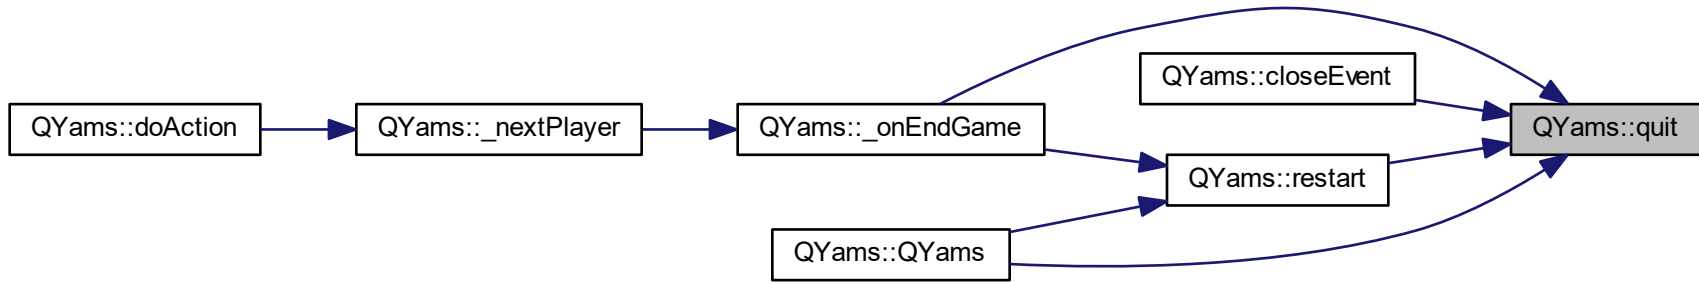 QYams::doAction
QYams::_nextPlayer
QYams::_onEndGame
QYams::closeEvent
QYams::quit
QYams::restart
QYams::QYams